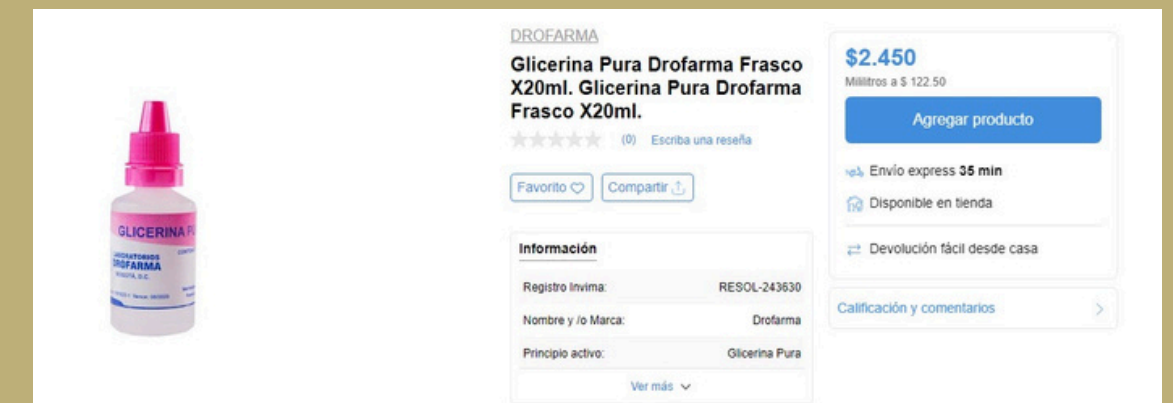 DROFARMA
Glicerina Pura Drofarma Frasco
X20ml. Glicerina Pura Drofarma
Frasco X20ml.
(0) Escriba una reseña
Favorito
Compartir
Información
Registro Invima: RESOL-243630
Nombre y /o Marca: Drofarma
Principio activo: Glicerina Pura
Ver más
$2.450
Mililitros a $ 122.50
Agregar producto
Envío express 35 min
Disponible en tienda
Devolución fácil desde casa
Calificación y comentarios
GLICERINA PU
LABORATORIOS
DROFARMA
BOGOTÁ, D.C.